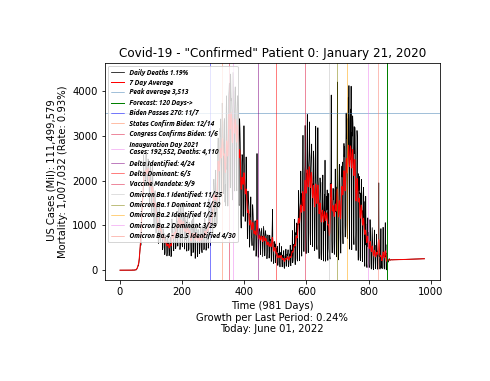 Covid-19 - "Confirmed" Patient 0: January 21, 2020
US Cases (Mil): 111,499,579
Mortality: 1,007,032 (Rate: 0.93%)
4000
3000
2000
1000
0
Daily Deaths 1.19%
7 Day Average
Peak average 3,513
Forecast: 120 Days->
Biden Passes 270: 11/7
States Confirm Biden: 12/14
Congress Confirms Biden: 1/6
Inauguration Day 2021
Cases: 192,552, Deaths: 4,110
Delta Identified: 4/24
Delta Dominant: 6/5
Vaccine Mandate: 9/9
Omicron Ba.1 Identified: 11/25
Omicron Ba.1 Dominant 12/20
Omicron Ba.2 Identified 1/21
Omicron Ba.2 Dominant 3/29
Omicron Ba.4 - Ba.5 Identified 4/30
0 200 400 600 800 1000
Time (981 Days)
Growth per Last Period: 0.24%
Today: June 01, 2022